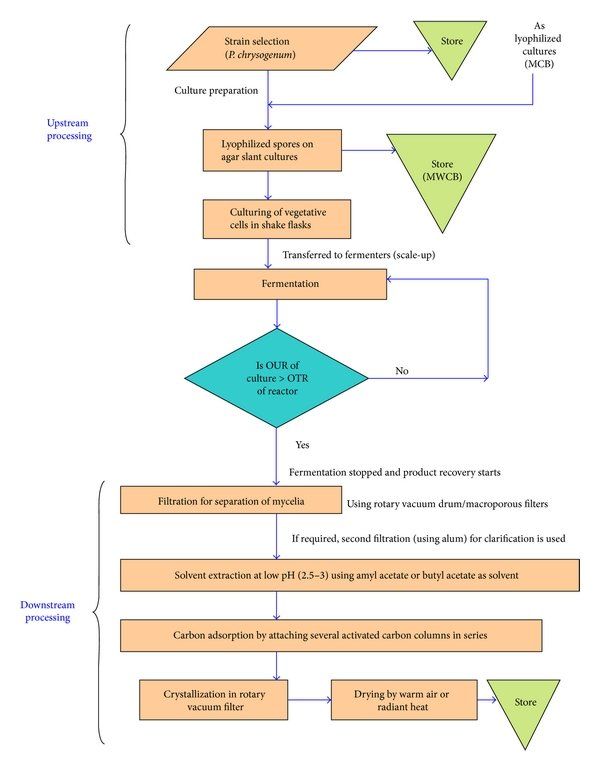 Strain selection
(P. chrysogenum)
Store
As
lyophilized
cultures
(MCB)
Culture preparation
Upstream
processing
Lyophilized spores on
agar slant cultures
Store
(MWCB)
Culturing of vegetative
cells in shake flasks
Transferred to fermenters (scale-up)
Fermentation
Is OUR of
culture > OTR
of reactor
No
Yes
Fermentation stopped and product recovery starts
Filtration for separation of mycelia
Using rotary vacuum drum/macroporous filters
If required, second filtration (using alum) for clarification is used
Solvent extraction at low pH (2.5–3) using amyl acetate or butyl acetate as solvent
Downstream
processing
Carbon adsorption by attaching several activated carbon columns in series
Crystallization in rotary
vacuum filter
Drying by warm air or
radiant heat
Store